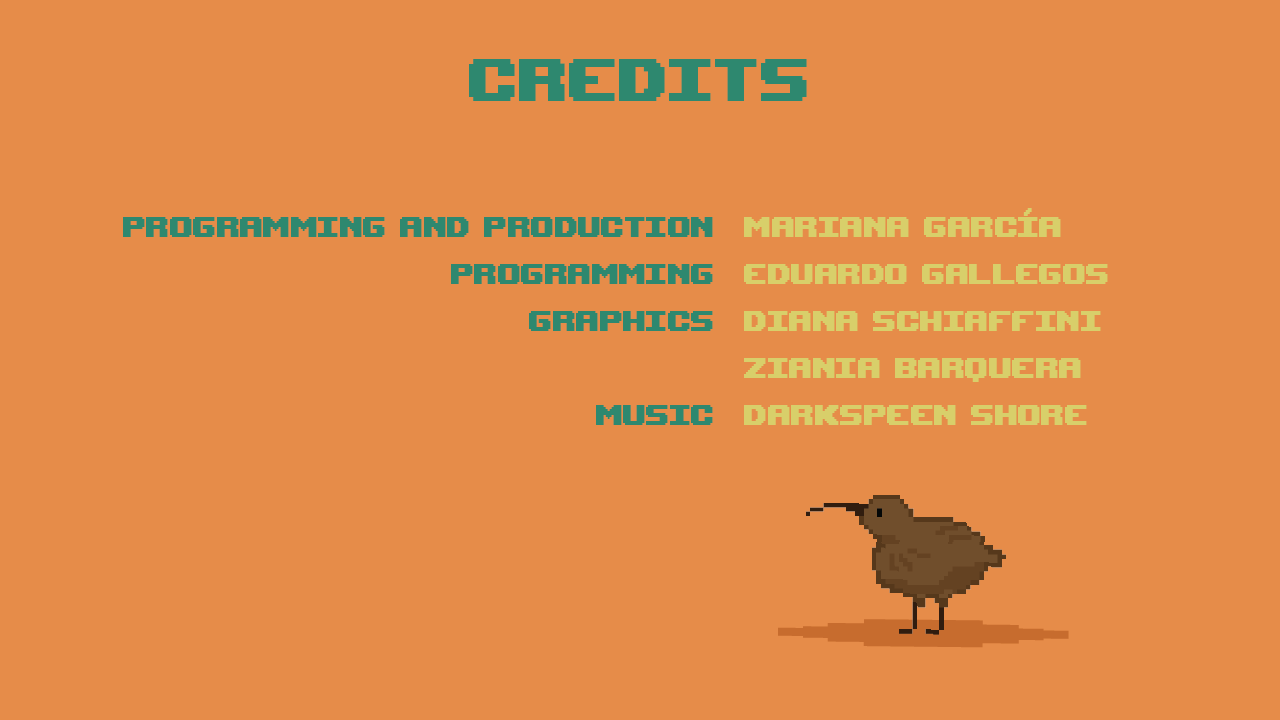 CREDITS
PROGRAMMING AND PRODUCTION MARIANA GARCÍA
PROGRAMMING EDUARDO GALLEGOS
GRAPHICS DIANA SCHIAFFINI
ZIANIA BARQUERA
MUSIC DARKSPEEN SHORE